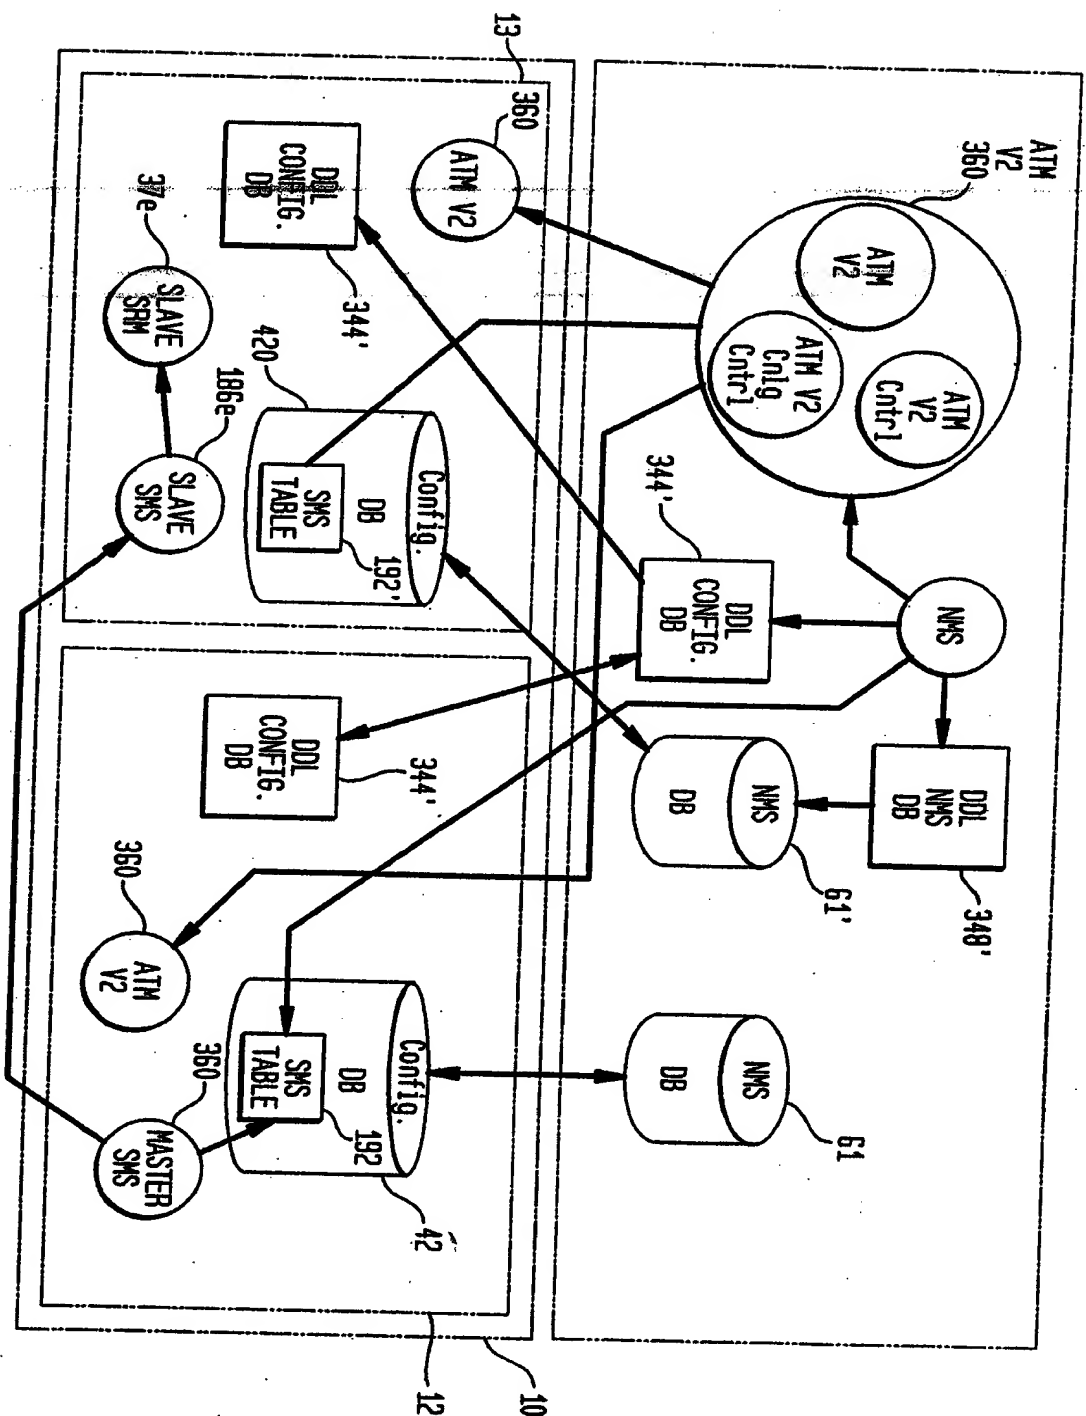 ATM
V2
360
ATM
V2
ATM V2
Cnlg
Cntrl
ATM
V2
Cntrl
NMS
DDL
NMS
DB
348'
344'
DDL
CONFIG.
DB
NMS
DB
61'
NMS
DB
61
13
360
ATM V2
DDL
CONFIG.
DB
344'
37e
SLAVE
SRM
186e
SLAVE
SMS
420
Config.
DB
SMS
TABLE
192'
DDL
CONFIG.
DB
344'
360
ATM
V2
Config.
DB
SMS
TABLE
192
42
360
MASTER
SMS
12
10